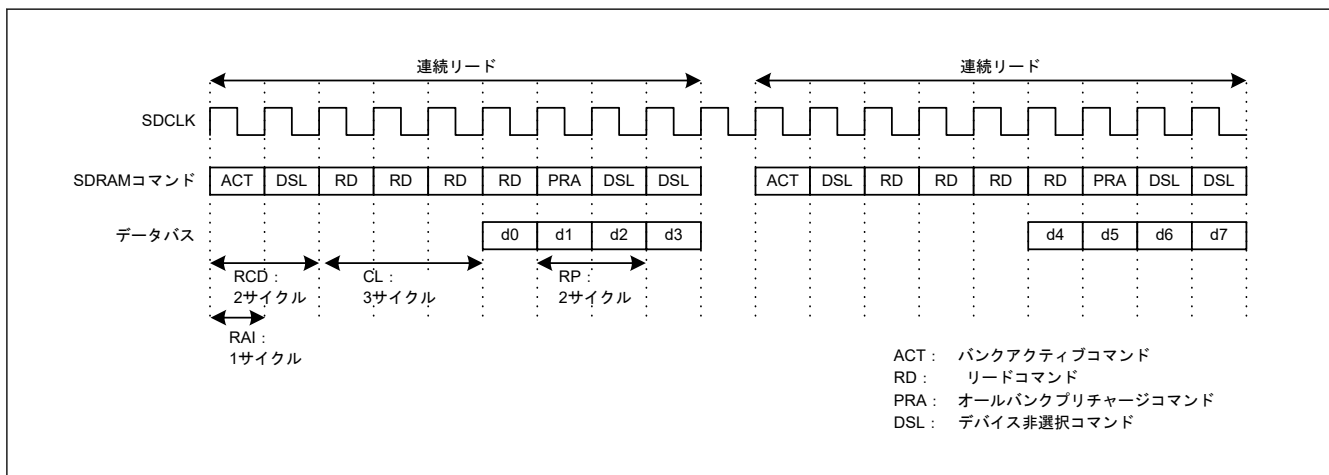 連続リード 連続リード
SDCLK
SDRAMコマンド ACT DSL RD RD RD RD PRA DSL DSL ACT DSL RD RD RD RD PRA DSL DSL
データバス d0 d1 d2 d3 d4 d5 d6 d7
RCD： CL： RP：
2サイクル 3サイクル 2サイクル
RAI：
1サイクル
ACT： バンクアクティブコマンド
RD： リードコマンド
PRA： オールバンクプリチャージコマンド
DSL： デバイス非選択コマンド